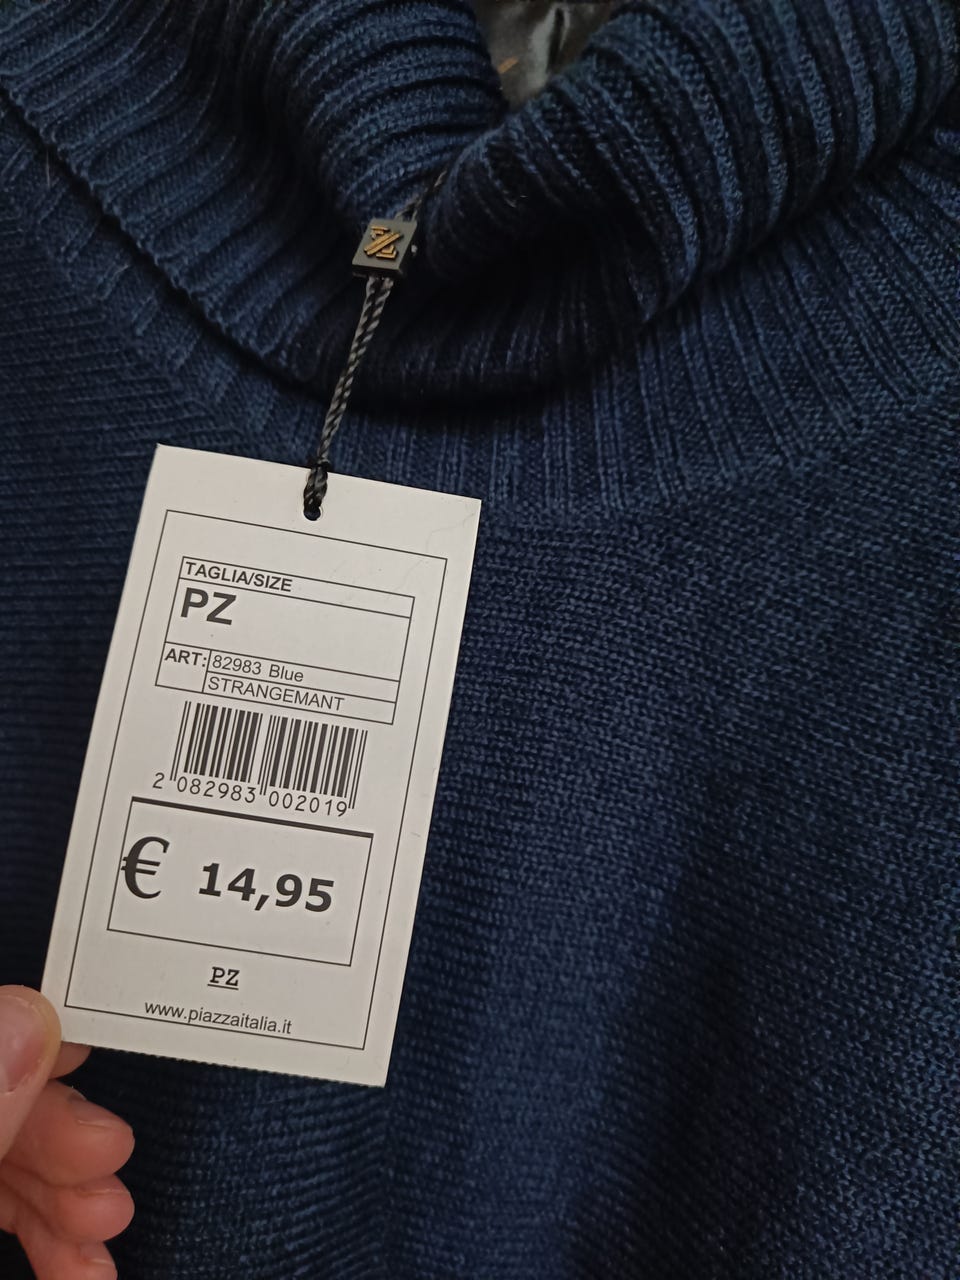 TAGLIA/SIZE
PZ
ART: 82983 Blue
STRANGEMANT
2 082983 002019
€ 14,95
PZ
www.piazzaitalia.it